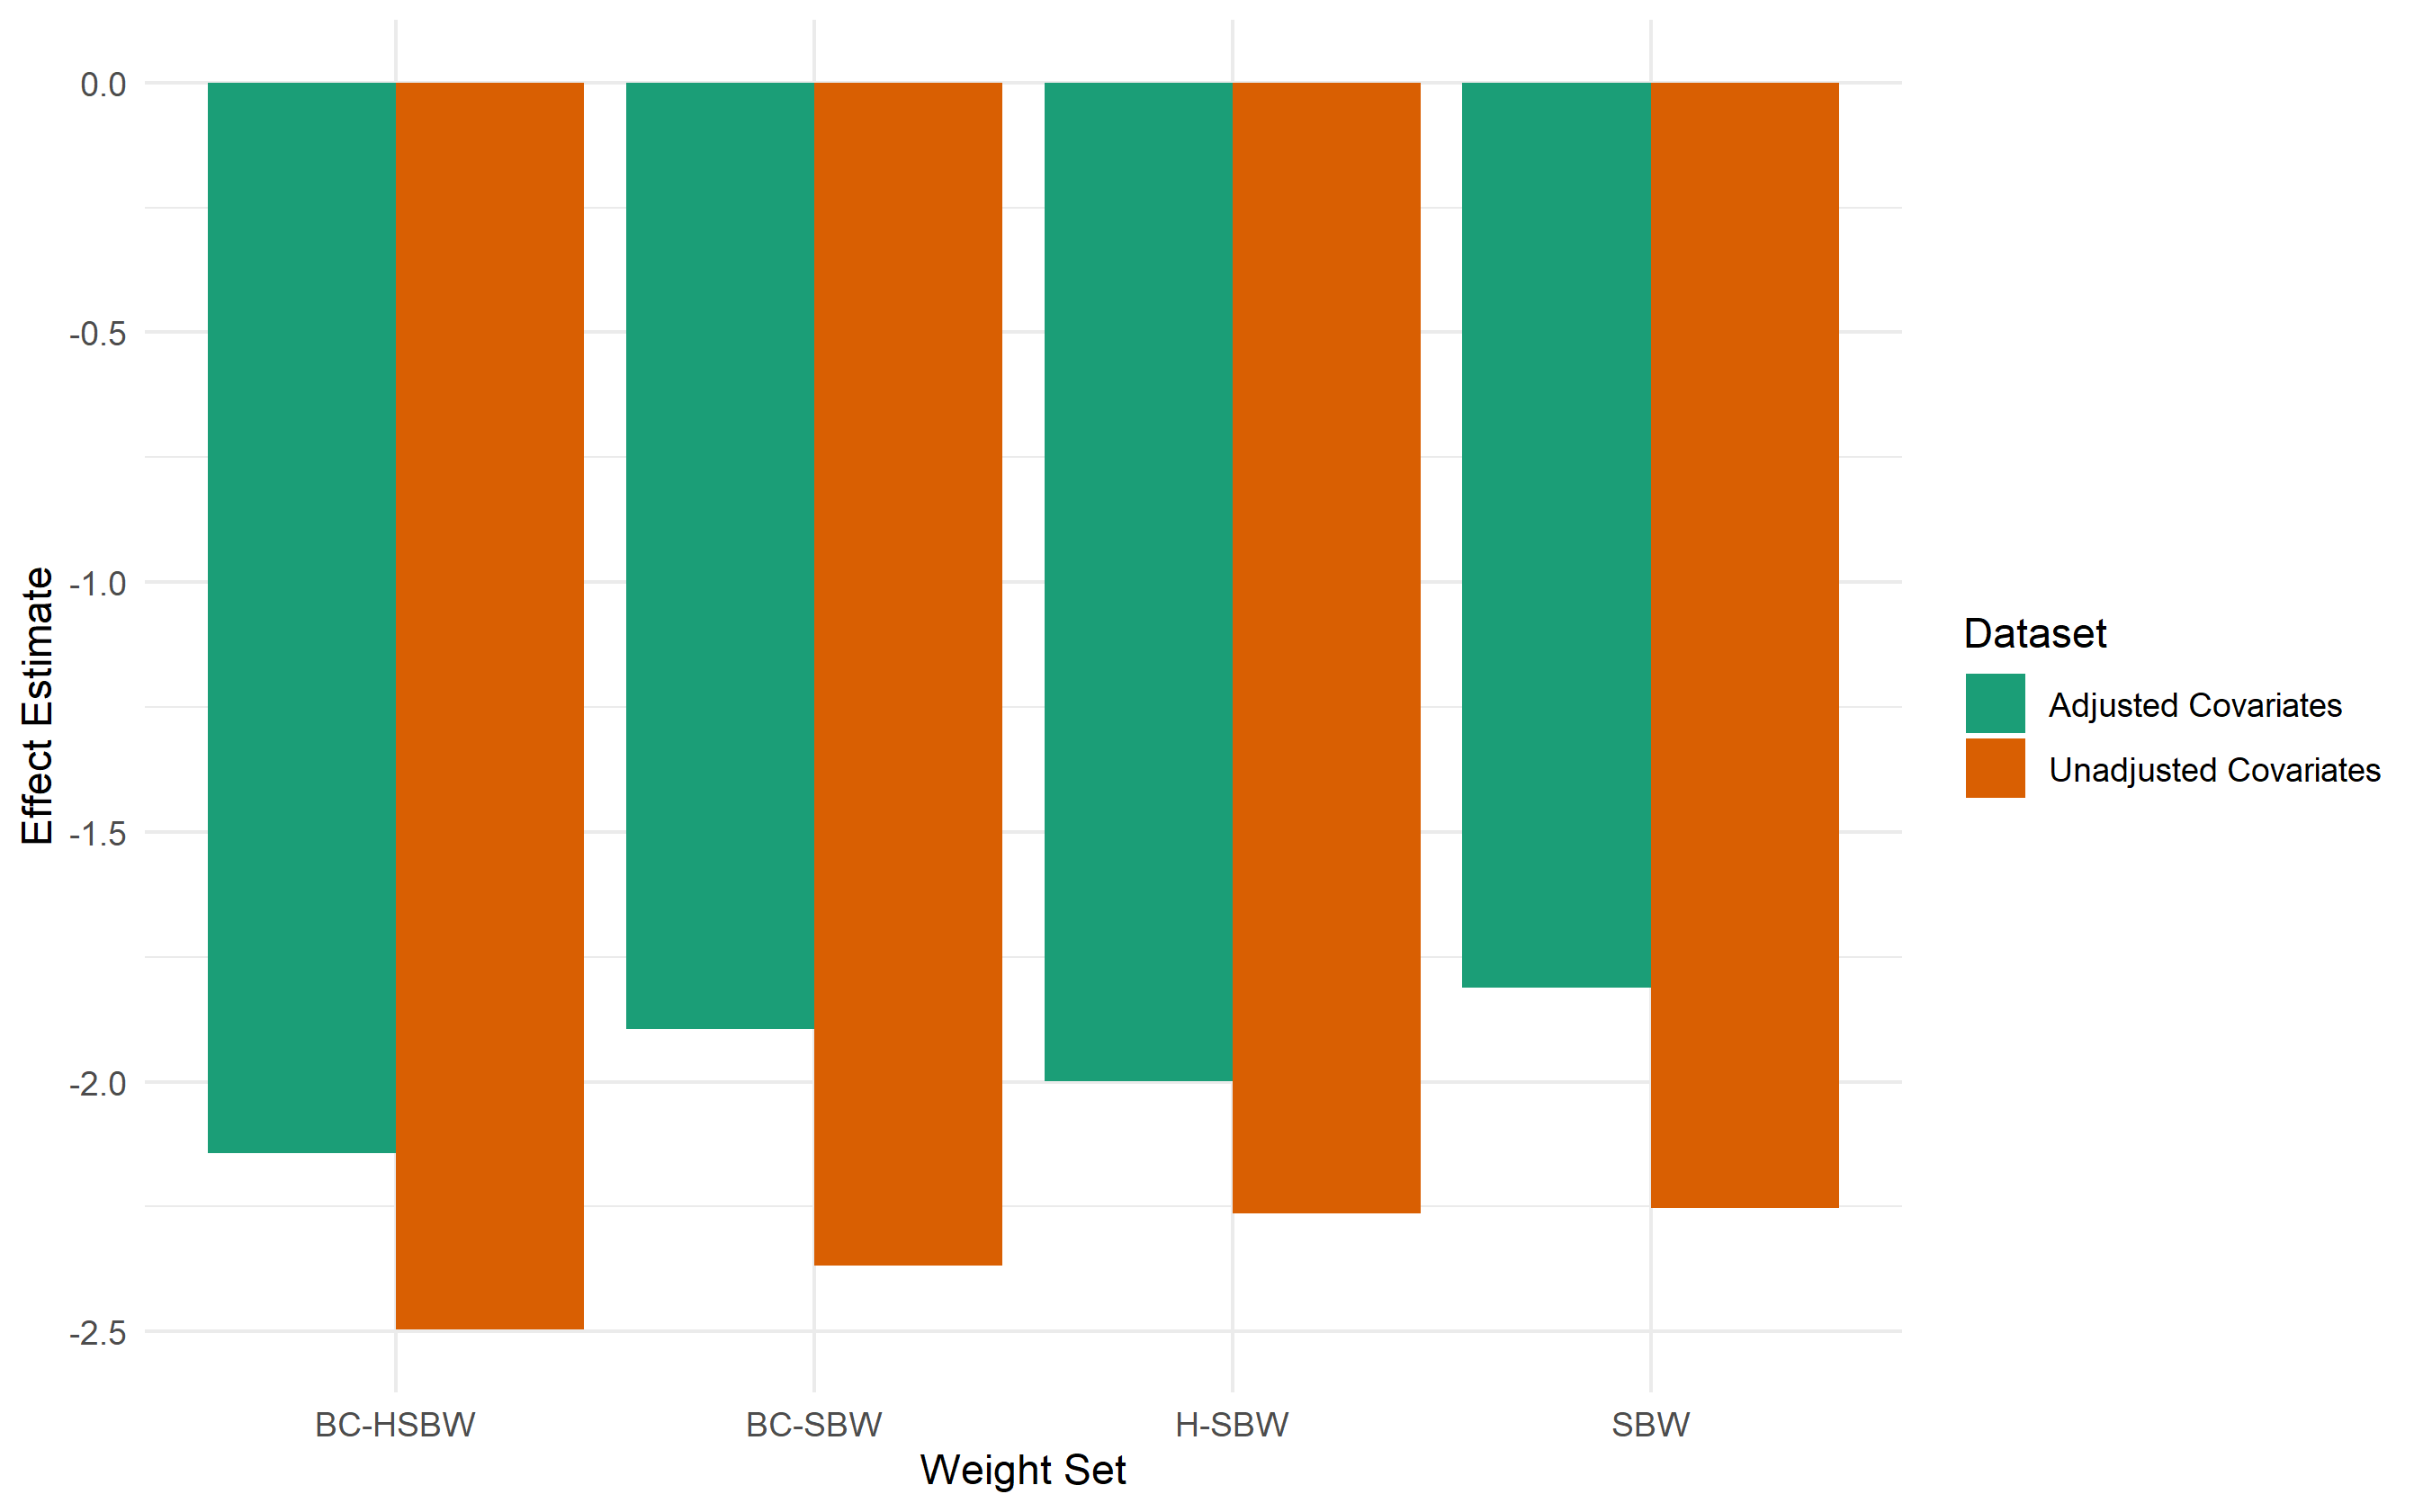 0.0
-0.5
-1.0
-1.5
-2.0
-2.5
Effect Estimate
BC-HSBW
BC-SBW
H-SBW
SBW
Weight Set
Dataset
Adjusted Covariates
Unadjusted Covariates